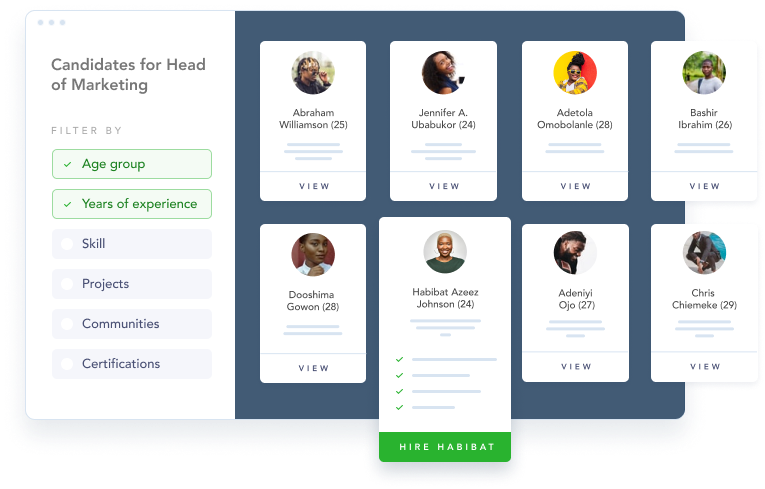 Candidates for Head
of Marketing
FILTER BY
Age group
Years of experience
Skill
Projects
Communities
Certifications
Abraham
Williamson (25)
VIEW
Jennifer A.
Ubabukor (24)
VIEW
Adetola
Omobolanle (28)
VIEW
Bashir
Ibrahim (26)
VIEW
Dooshima
Gowon (28)
VIEW
Habibat Azeez
Johnson (24)
HIRE HABIBAT
Adeniyi
Ojo (27)
VIEW
Chris
Chiemeke (29)
VIEW